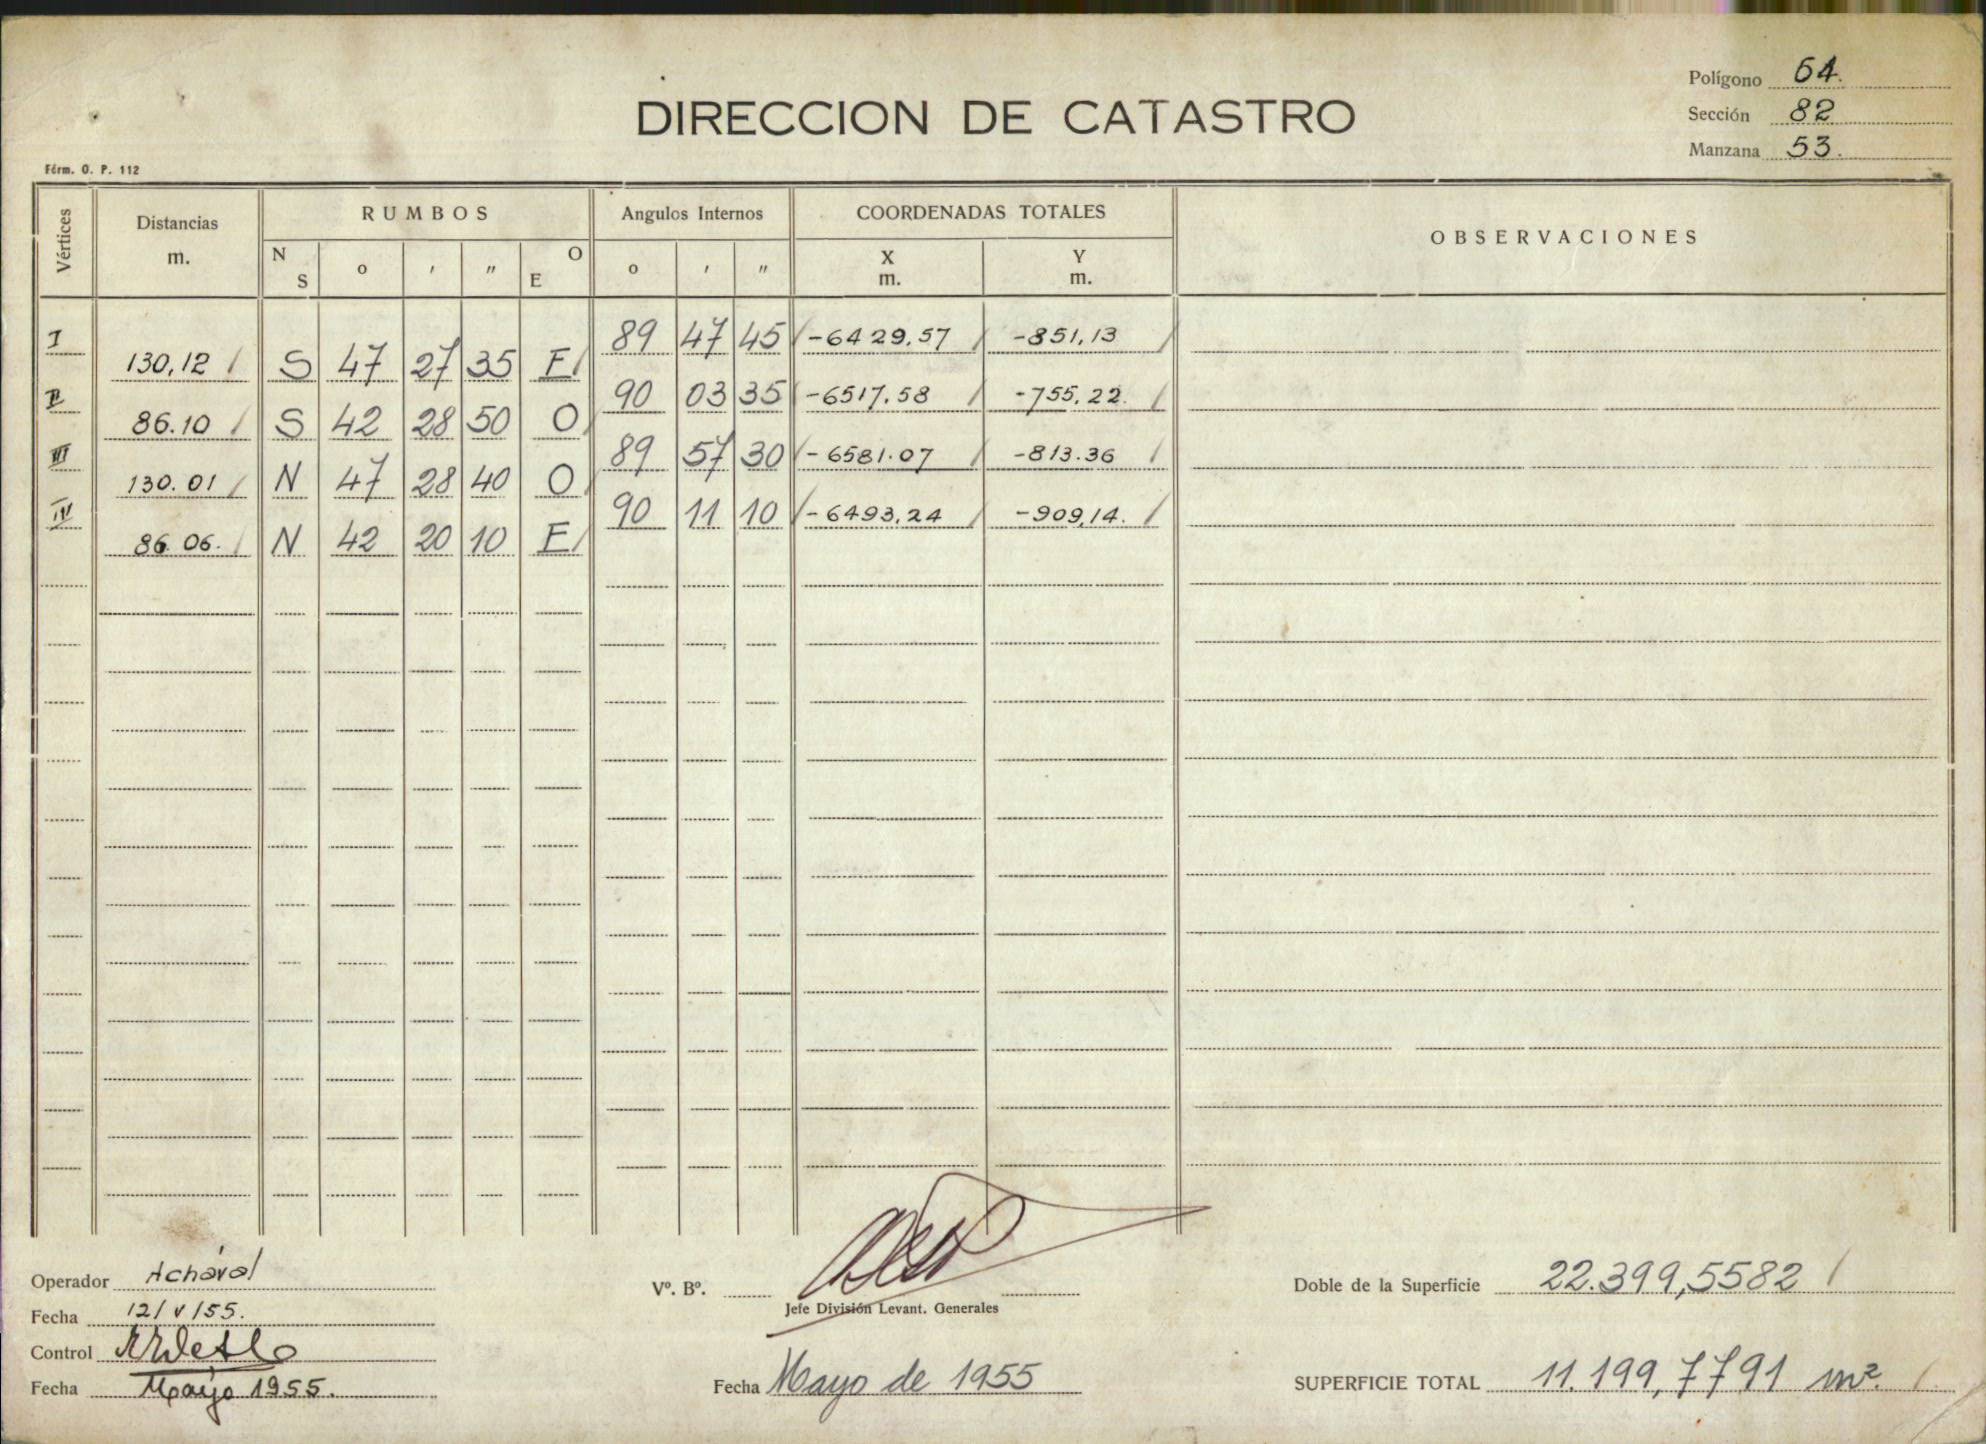 Polígono 64.
DIRECCION DE CATASTRO
Sección 82
Manzana 53.
Fórm. O. P. 112
Vértices Distancias m. RUMBOS N S o ' " O E Angulos Internos o ' " COORDENADAS TOTALES X m. Y m. OBSERVACIONES
I 89 47 45 -6429,57 -851,13
130,12 S 47 27 35 E
II 90 03 35 -6517,58 -755,22.
86.10 S 42 28 50 O
III 89 57 30 -6581.07 -813.36
130.01 N 47 28 40 O
IV 90 11 10 -6493,24 -909,14.
86.06. N 42 20 10 E
Operador Achával
Fecha 12/V/55.
Control
Fecha Mayo 1955.
Vº. Bº.
Jefe División Levant. Generales
Fecha Mayo de 1955
Doble de la Superficie 22.399,5582
SUPERFICIE TOTAL 11.199,7791 m².